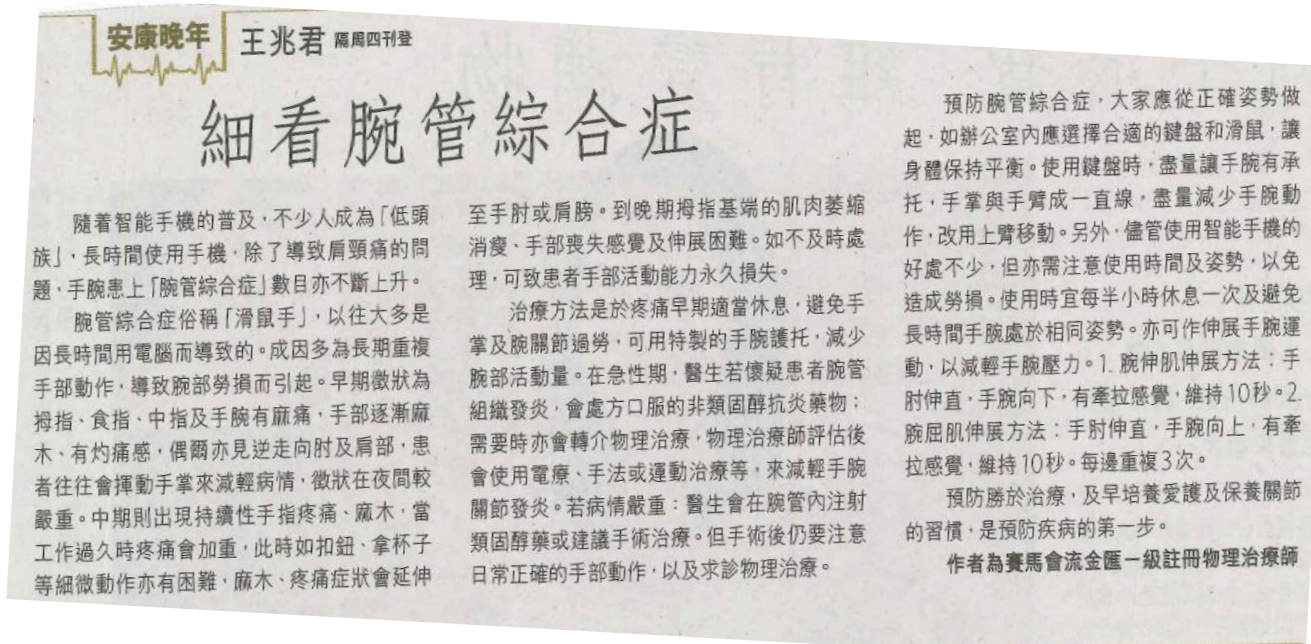 安康晚年
王兆君 隔周四刊登
細看腕管綜合症
隨着智能手機的普及，不少人成為「低頭
族」，長時間使用手機，除了導致肩頸痛的問
題，手腕患上「腕管綜合症」數目亦不斷上升。
腕管綜合症俗稱「滑鼠手」，以往大多是
因長時間用電腦而導致的。成因多為長期重複
手部動作，導致腕部勞損而引起。早期徵狀為
拇指、食指、中指及手腕有麻痛，手部逐漸麻
木、有灼痛感，偶爾亦見逆走向肘及肩部，患
者往往會揮動手掌來減輕病情，徵狀在夜間較
嚴重。中期則出現持續性手指疼痛、麻木，當
工作過久時疼痛會加重，此時如扣鈕、拿杯子
等細微動作亦有困難，麻木、疼痛症狀會延伸
至手肘或肩膀。到晚期拇指基端的肌肉萎縮
消瘦、手部喪失感覺及伸展困難。如不及時處
理，可致患者手部活動能力永久損失。
治療方法是於疼痛早期適當休息，避免手
掌及腕關節過勞，可用特製的手腕護托，減少
腕部活動量。在急性期，醫生若懷疑患者腕管
組織發炎，會處方口服的非類固醇抗炎藥物；
需要時亦會轉介物理治療，物理治療師評估後
會使用電療、手法或運動治療等，來減輕手腕
關節發炎。若病情嚴重：醫生會在腕管內注射
類固醇藥或建議手術治療。但手術後仍要注意
日常正確的手部動作，以及求診物理治療。
預防腕管綜合症，大家應從正確姿勢做
起，如辦公室內應選擇合適的鍵盤和滑鼠，讓
身體保持平衡。使用鍵盤時，盡量讓手腕有承
托，手掌與手臂成一直線，盡量減少手腕動
作，改用上臂移動。另外，儘管使用智能手機的
好處不少，但亦需注意使用時間及姿勢，以免
造成勞損。使用時宜每半小時休息一次及避免
長時間手腕處於相同姿勢。亦可作伸展手腕運
動，以減輕手腕壓力。1. 腕伸肌伸展方法：手
肘伸直，手腕向下，有牽拉感覺，維持10秒。2.
腕屈肌伸展方法：手肘伸直，手腕向上，有牽
拉感覺，維持10秒。每邊重複3次。
預防勝於治療，及早培養愛護及保養關節
的習慣，是預防疾病的第一步。
作者為賽馬會流金匯一級註冊物理治療師